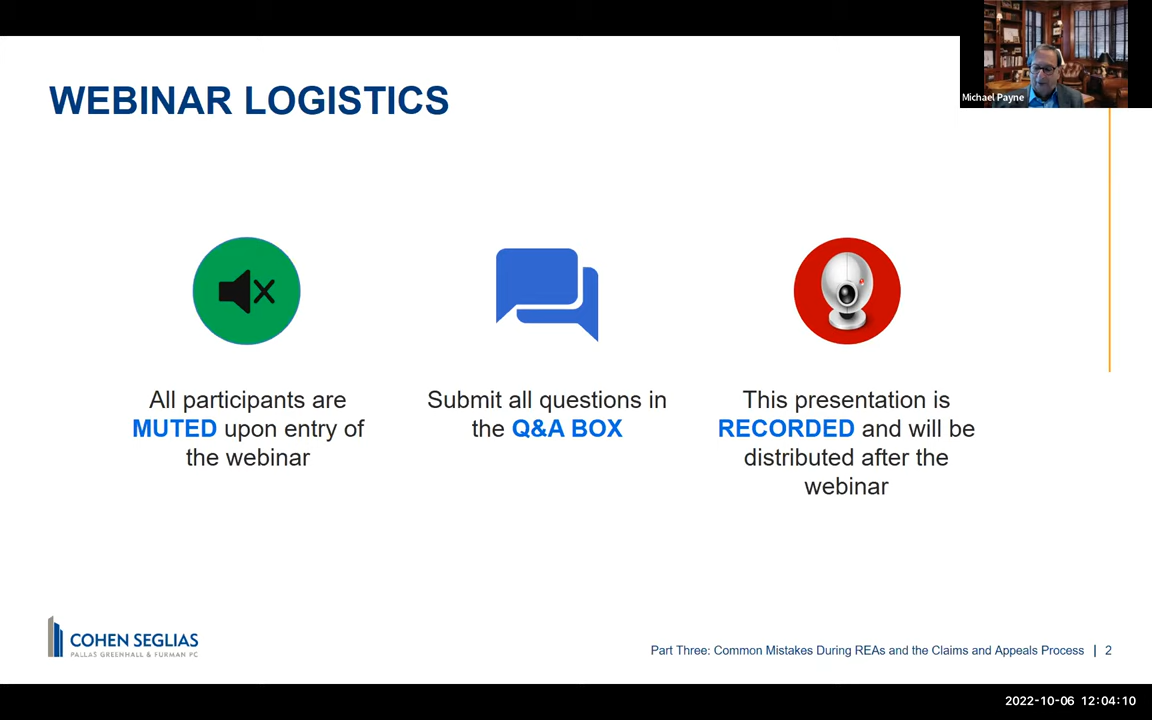 WEBINAR LOGISTICS
Michael Payne
All participants are
MUTED upon entry of
the webinar
Submit all questions in
the Q&A BOX
This presentation is
RECORDED and will be
distributed after the
webinar
COHEN SEGLIAS
PALLAS GREENHALL & FURMAN PC
Part Three: Common Mistakes During REAs and the Claims and Appeals Process | 2
2022-10-06 12:04:10